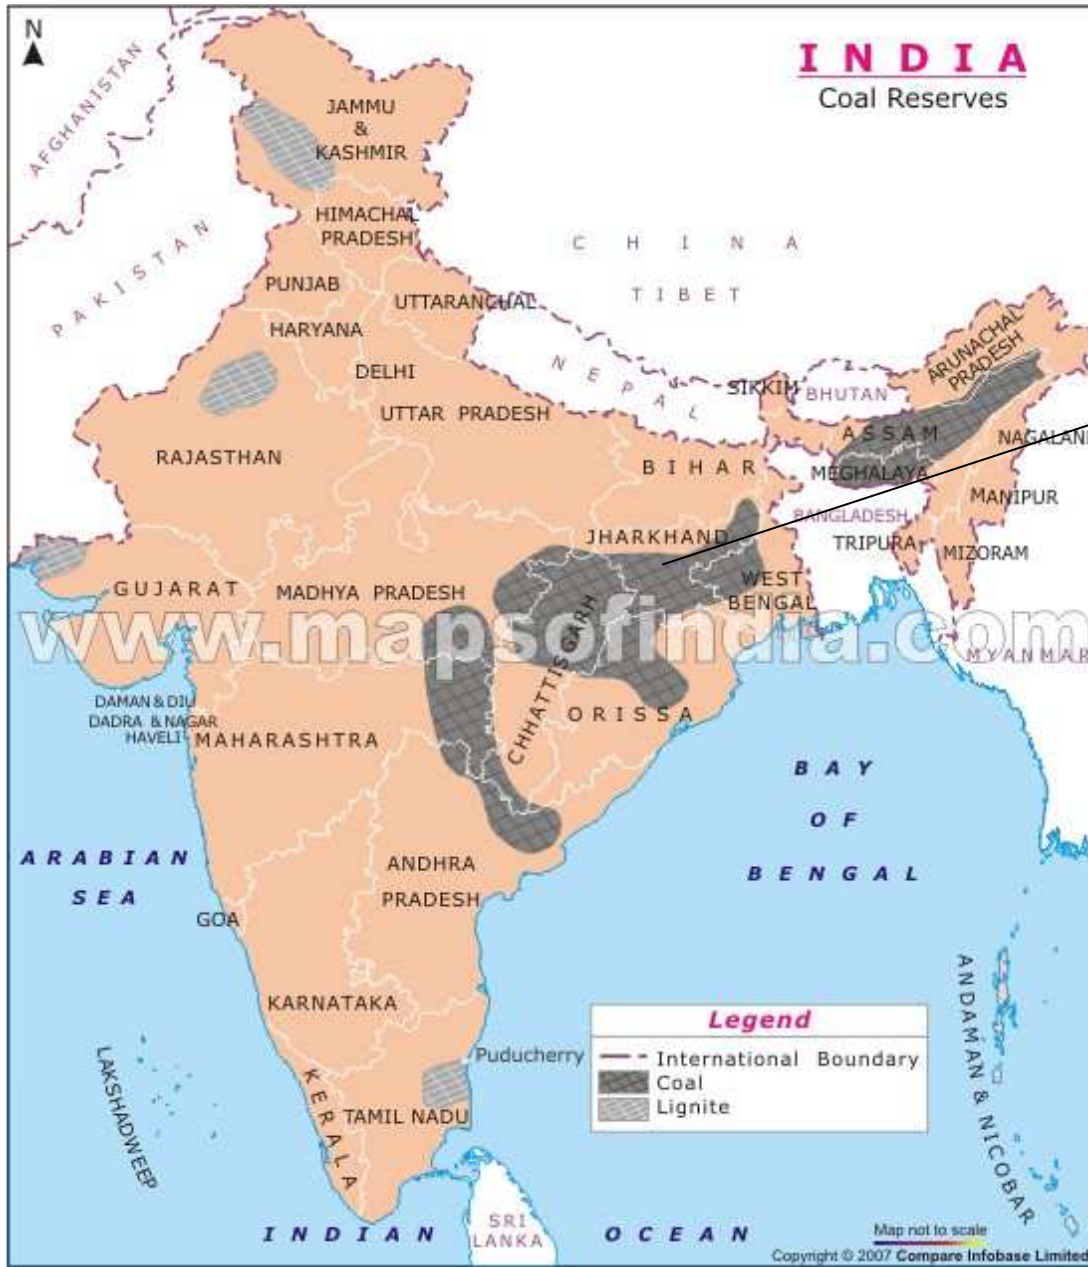 N
I N D I A
Coal Reserves
AFGHANISTAN
JAMMU
&
KASHMIR
HIMACHAL
PRADESH
PAKISTAN
CHINA
TIBET
PUNJAB
UTTARANCHAL
HARYANA
DELHI
NEPAL
SIKKIM
BHUTAN
ARUNACHAL
PRADESH
UTTAR PRADESH
ASSAM
NAGALAN
RAJASTHAN
BIHAR
MEGHALAYA
MANIPUR
BANGLADESH
JHARKHAND
TRIPURA
MIZORAM
GUJARAT
MADHYA PRADESH
WEST
BENGAL
www.mapsofindia.com
MYANMAR
CHHATTISGARH
DAMAN & DIU
DADRA & NAGAR
HAVELI
MAHARASHTRA
ORISSA
BAY
OF
BENGAL
ARABIAN
SEA
ANDHRA
PRADESH
GOA
KARNATAKA
ANDAMAN & NICOBAR
LAKSHADWEEP
KERALA
Puducherry
TAMIL NADU
Legend
International Boundary
Coal
Lignite
SRI
LANKA
INDIAN OCEAN
Map not to scale
Copyright © 2007 Compare Infobase Limited